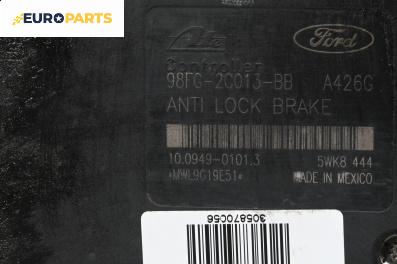 EUROPARTS
Ate
Ford
Controller
98FG-2C013-BB A426G
ANTI LOCK BRAKE
10.0949-0101.3 5WK8 444
*MWL9G19E51*
MADE IN MEXICO
305870056